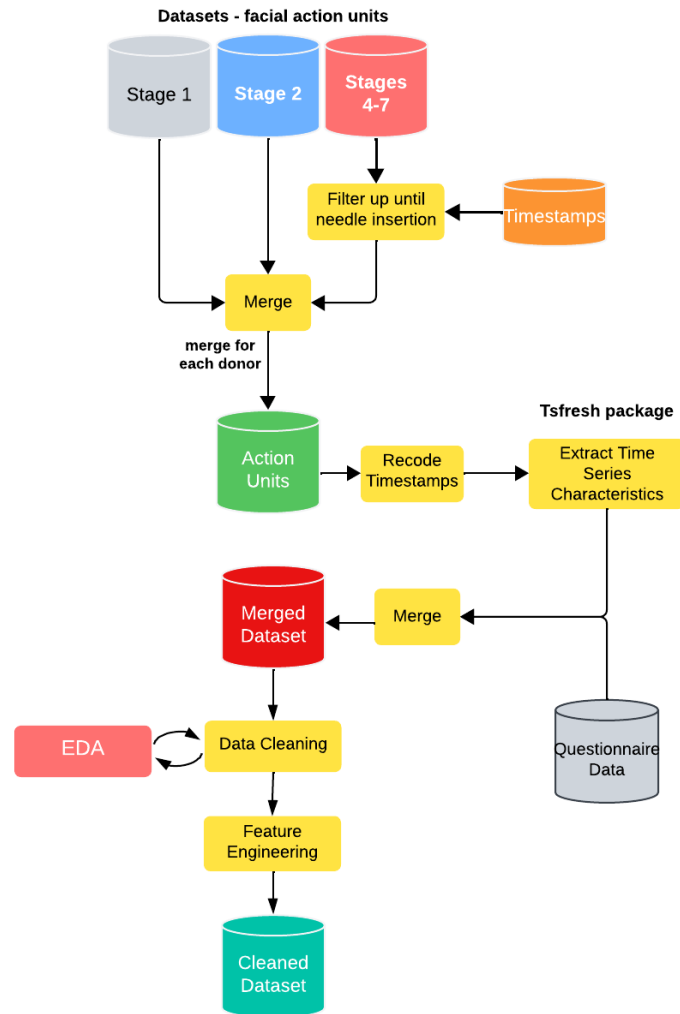 Datasets - facial action units
Stage 1
Stage 2
Stages
4-7
Filter up until
needle insertion
Timestamps
Merge
merge for
each donor
Tsfresh package
Action
Units
Recode
Timestamps
Extract Time
Series
Characteristics
Merged
Dataset
Merge
EDA
Data Cleaning
Questionnaire
Data
Feature
Engineering
Cleaned
Dataset